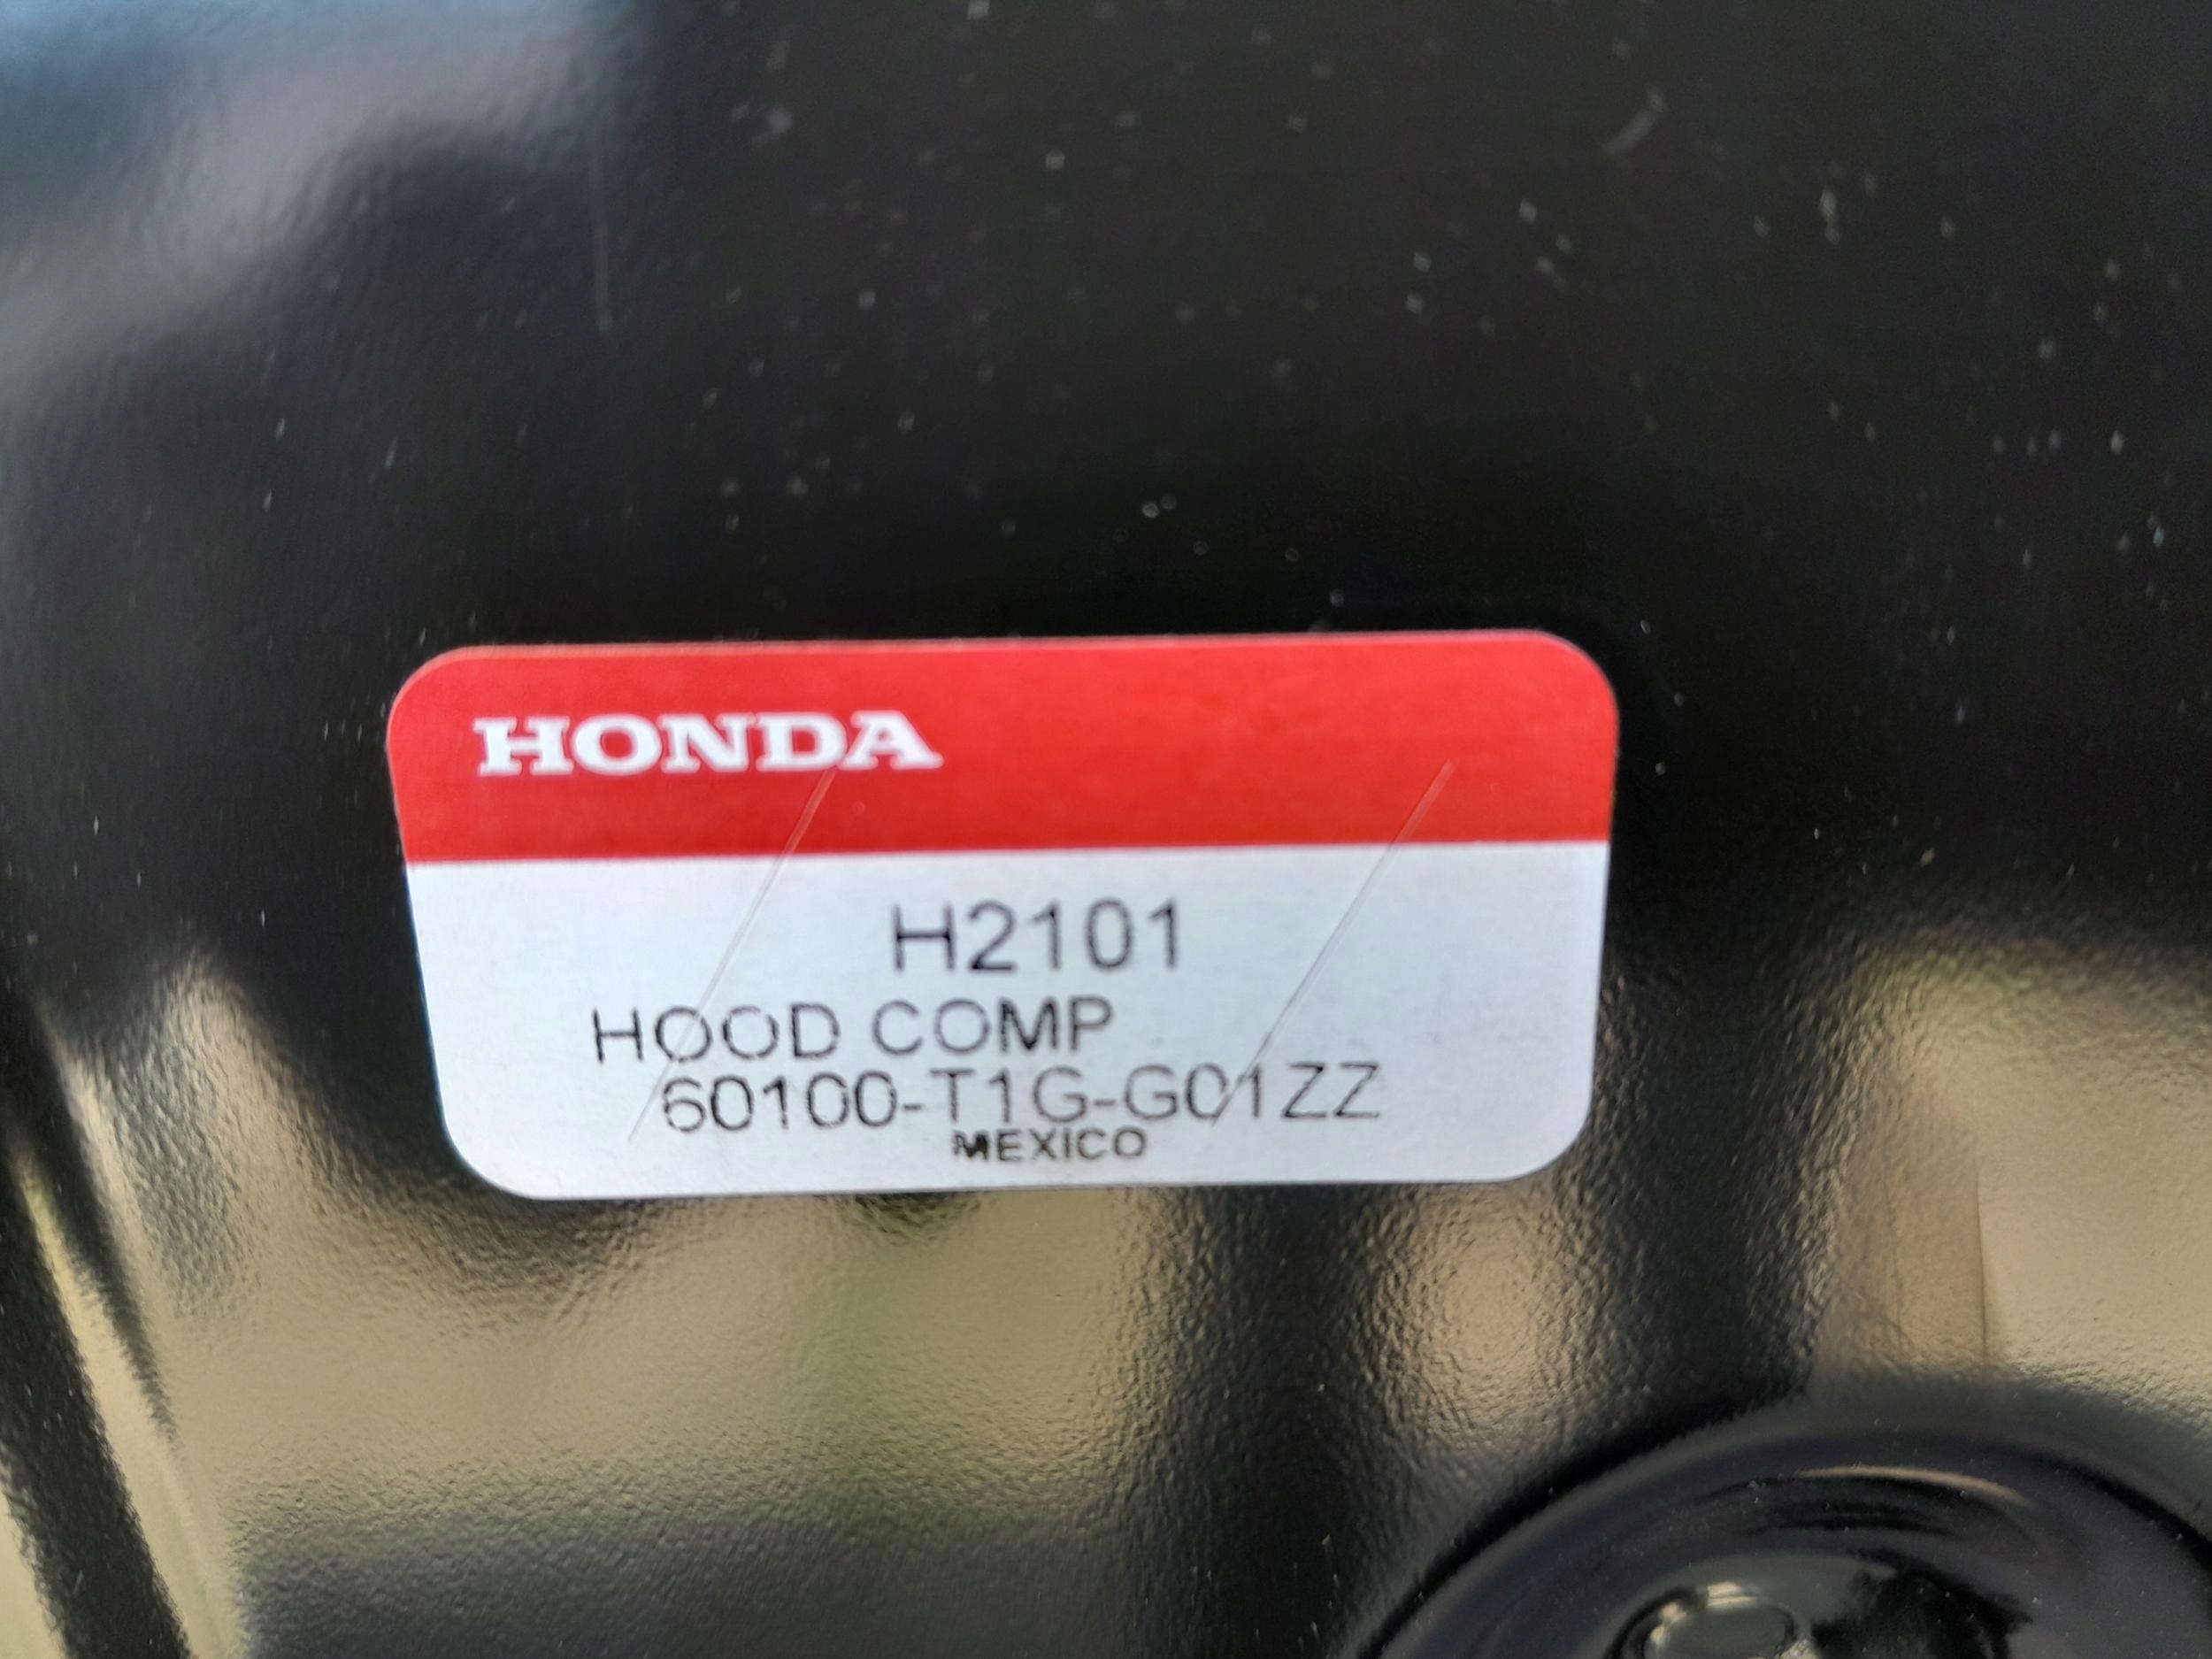 HONDA
H2101
HOOD COMP
60100-T1G-G01ZZ
MEXICO